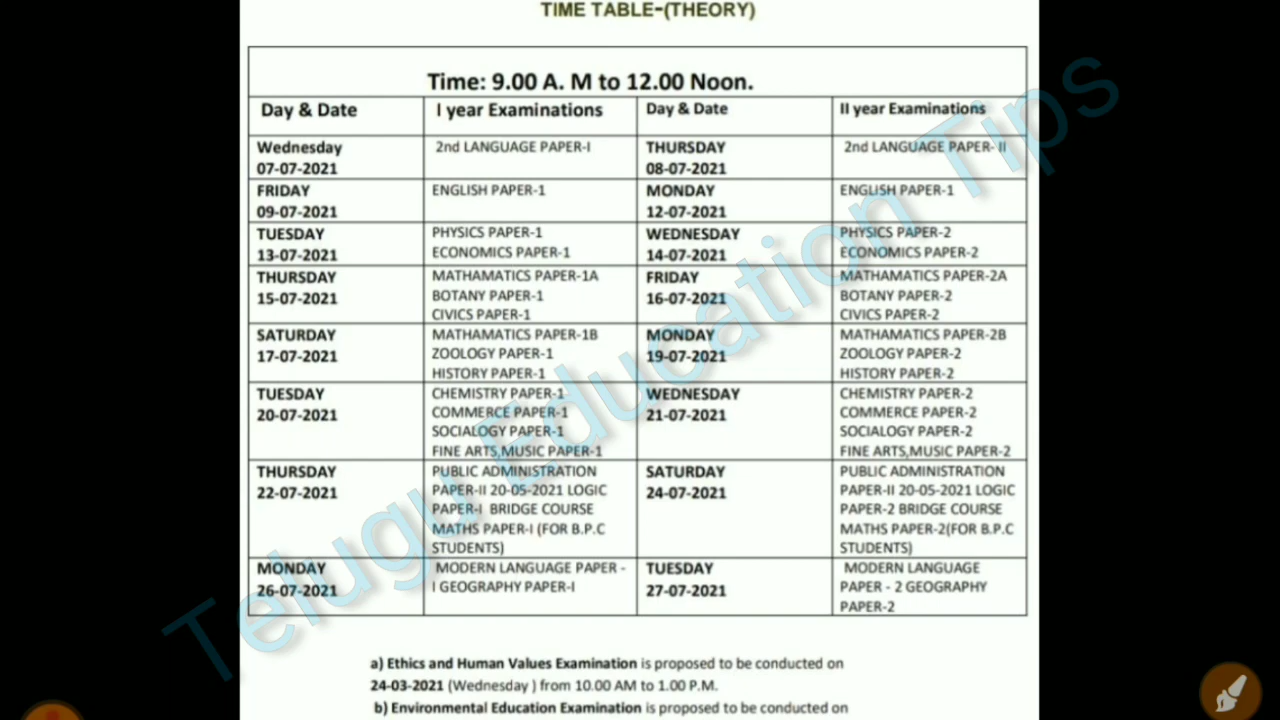 TIME TABLE-(THEORY)
Time: 9.00 A. M to 12.00 Noon.
Day & Date I year Examinations Day & Date II year Examinations
Wednesday
07-07-2021
2nd LANGUAGE PAPER-I
THURSDAY
08-07-2021
2nd LANGUAGE PAPER- II
FRIDAY
09-07-2021
ENGLISH PAPER-1
MONDAY
12-07-2021
ENGLISH PAPER-1
TUESDAY
13-07-2021
PHYSICS PAPER-1
ECONOMICS PAPER-1
WEDNESDAY
14-07-2021
PHYSICS PAPER-2
ECONOMICS PAPER-2
THURSDAY
15-07-2021
MATHAMATICS PAPER-1A
BOTANY PAPER-1
CIVICS PAPER-1
FRIDAY
16-07-2021
MATHAMATICS PAPER-2A
BOTANY PAPER-2
CIVICS PAPER-2
SATURDAY
17-07-2021
MATHAMATICS PAPER-1B
ZOOLOGY PAPER-1
HISTORY PAPER-1
MONDAY
19-07-2021
MATHAMATICS PAPER-2B
ZOOLOGY PAPER-2
HISTORY PAPER-2
TUESDAY
20-07-2021
CHEMISTRY PAPER-1
COMMERCE PAPER-1
SOCIALOGY PAPER-1
FINE ARTS,MUSIC PAPER-1
WEDNESDAY
21-07-2021
CHEMISTRY PAPER-2
COMMERCE PAPER-2
SOCIALOGY PAPER-2
FINE ARTS,MUSIC PAPER-2
THURSDAY
22-07-2021
PUBLIC ADMINISTRATION
PAPER-II 20-05-2021 LOGIC
PAPER-I BRIDGE COURSE
MATHS PAPER-I (FOR B.P.C
STUDENTS)
SATURDAY
24-07-2021
PUBLIC ADMINISTRATION
PAPER-II 20-05-2021 LOGIC
PAPER-2 BRIDGE COURSE
MATHS PAPER-2(FOR B.P.C
STUDENTS)
MONDAY
26-07-2021
MODERN LANGUAGE PAPER -
I GEOGRAPHY PAPER-I
TUESDAY
27-07-2021
MODERN LANGUAGE
PAPER - 2 GEOGRAPHY
PAPER-2
a) Ethics and Human Values Examination is proposed to be conducted on
24-03-2021 (Wednesday ) from 10.00 AM to 1.00 P.M.
b) Environmental Education Examination is proposed to be conducted on
Telugu Education Tips